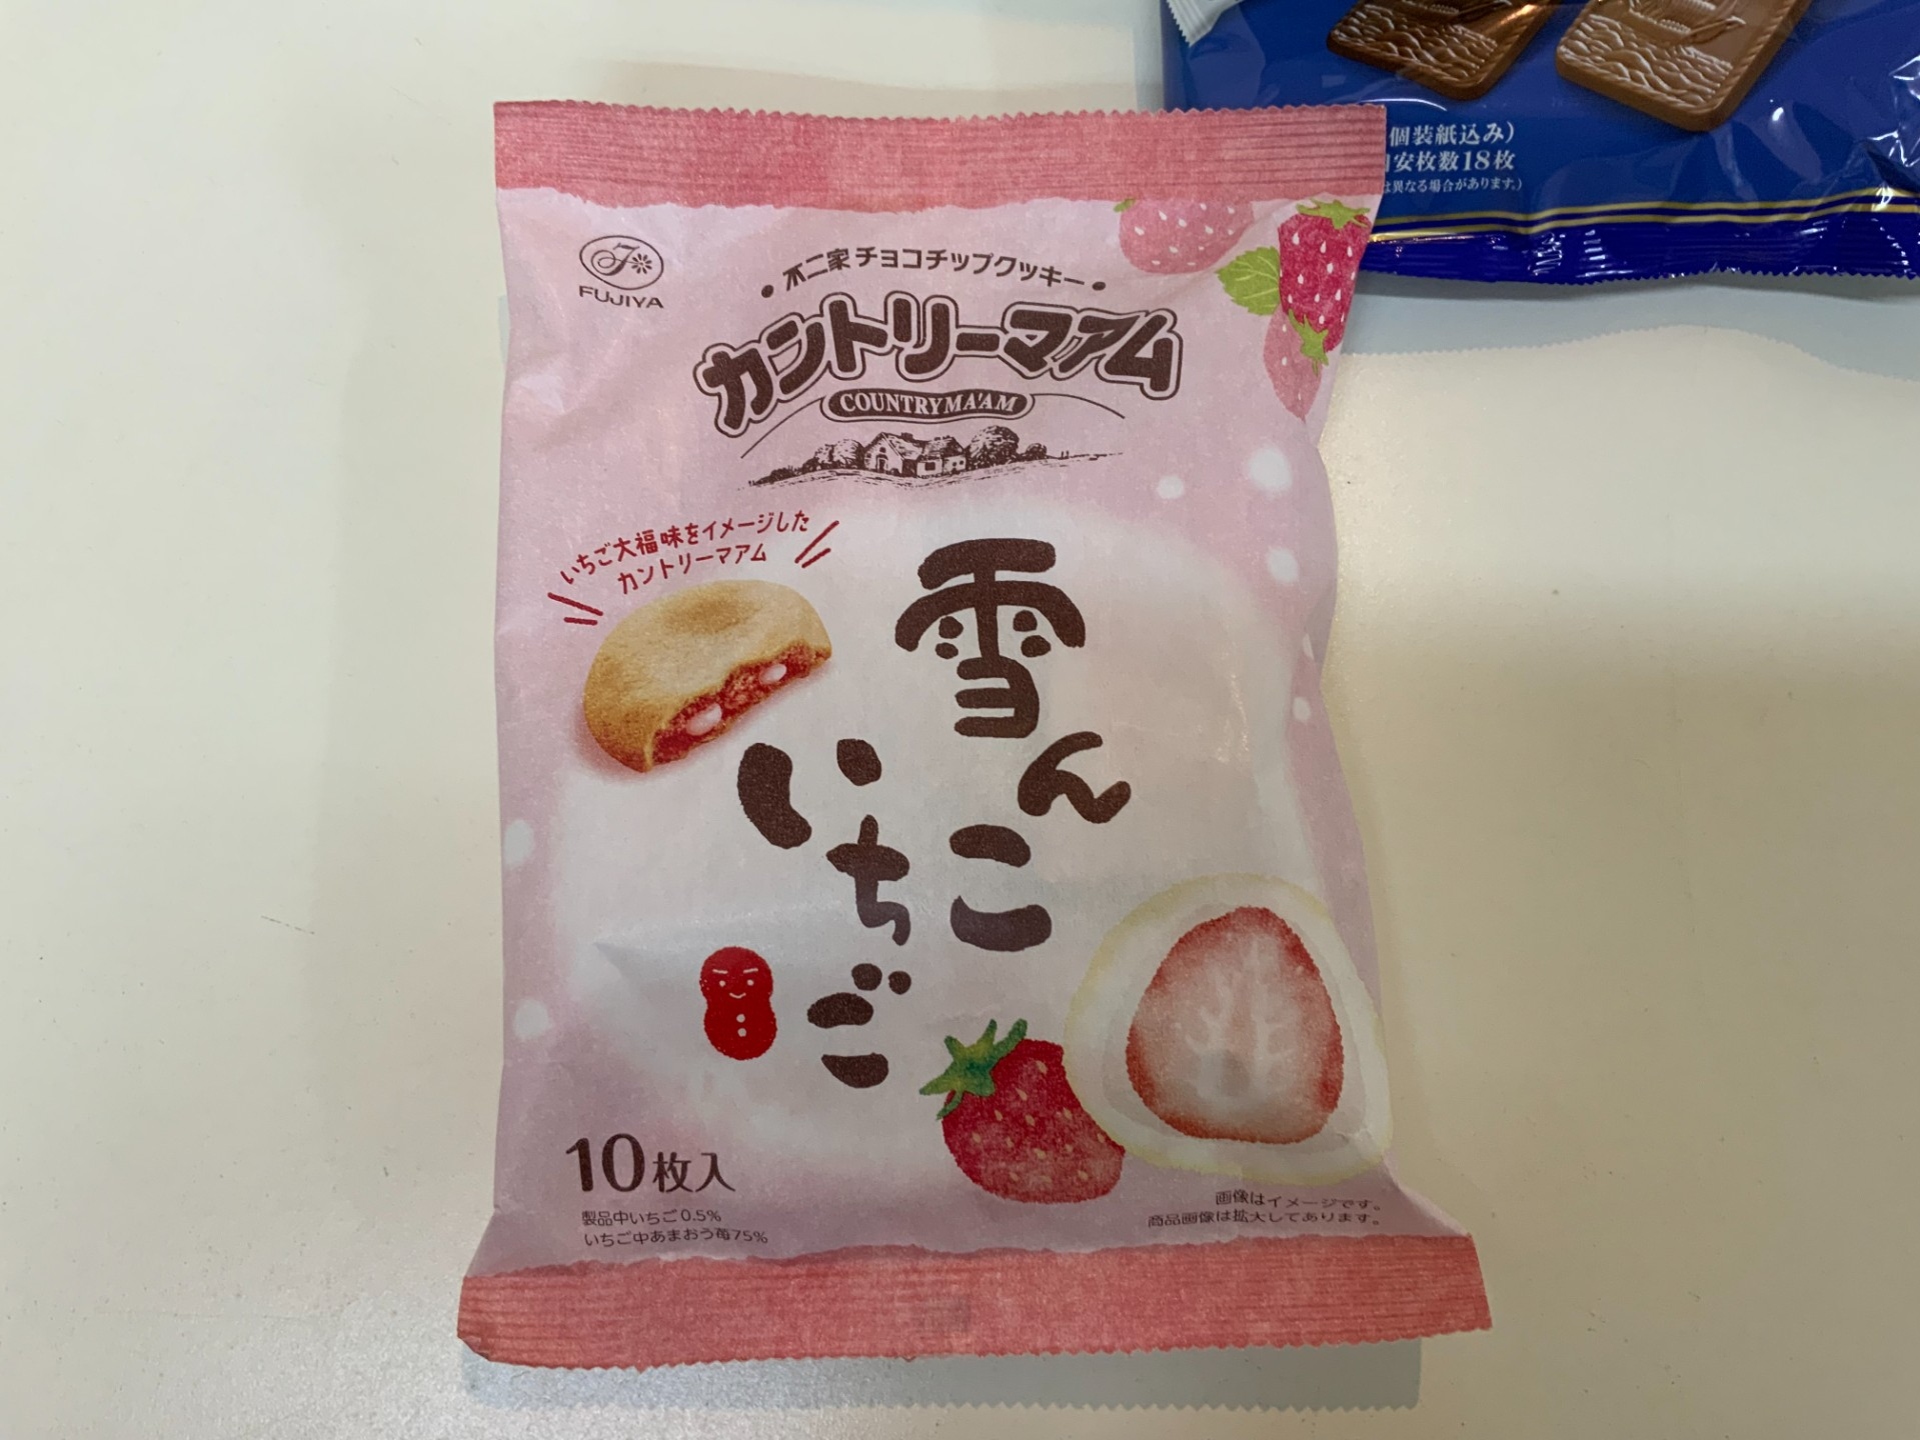 個装紙込み)
安枚数18枚
は異なる場合があります。)
FUJIYA
不二家チョコチップクッキー
カントリーマアム
COUNTRY MA'AM
いちご大福味をイメージした
カントリーマアム
雪んこ
いちご
10枚入
製品中いちご0.5%
いちご中あまおう苺75%
画像はイメージです。
商品画像は拡大してあります。